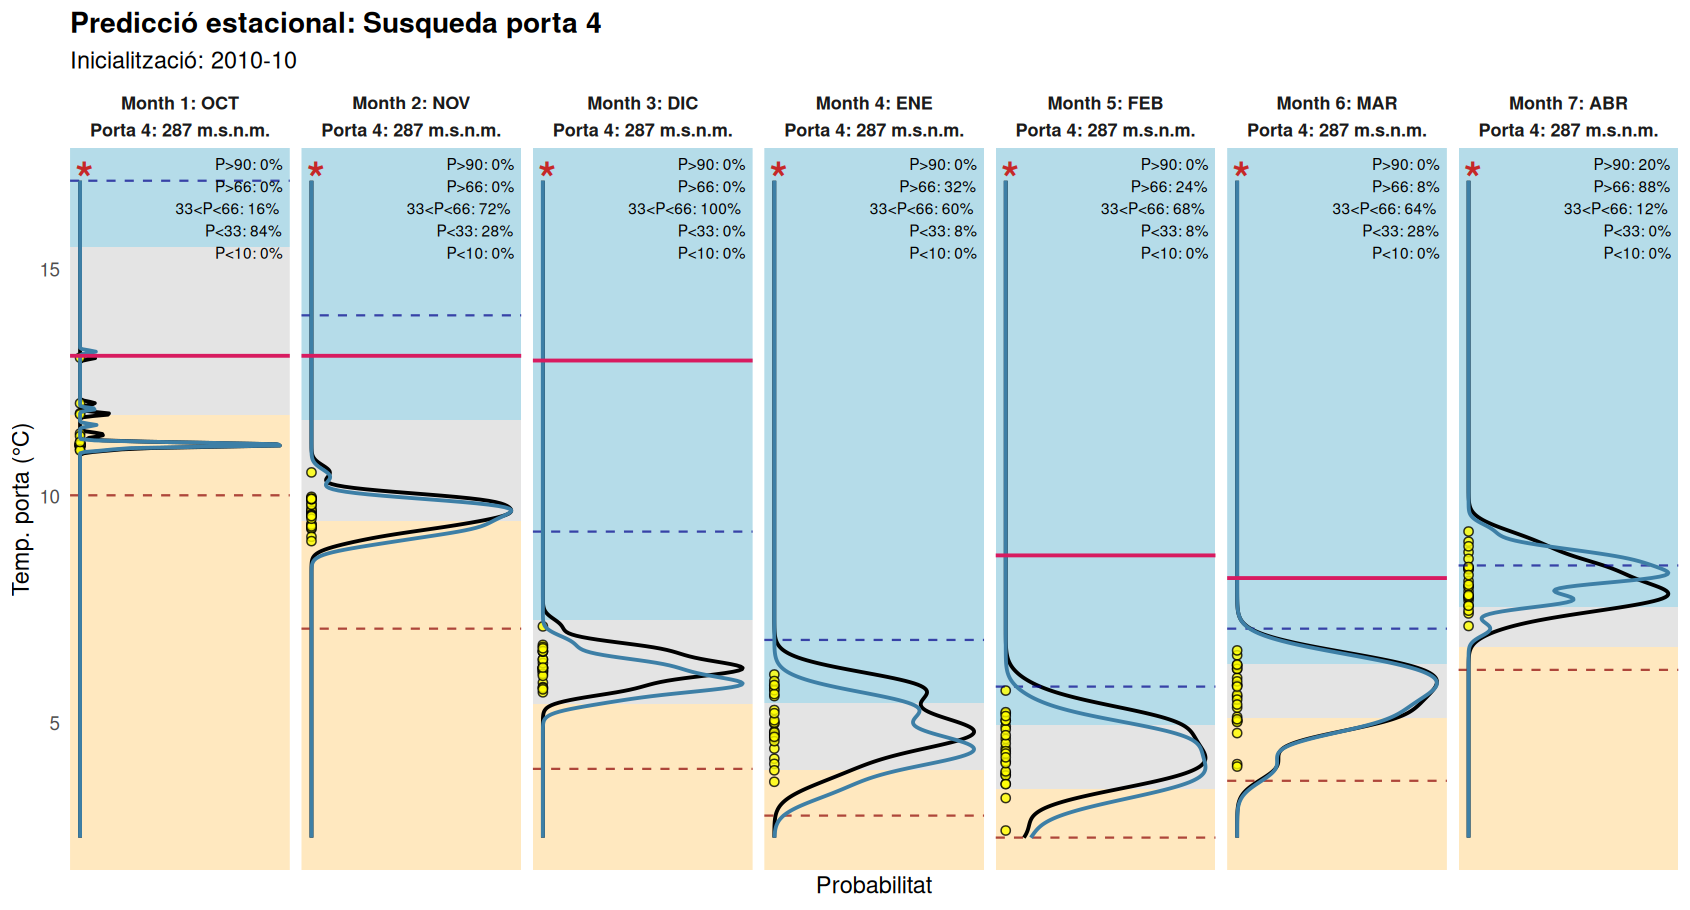 Predicció estacional: Susqueda porta 4
Inicialització: 2010-10
Month 1: OCT
Porta 4: 287 m.s.n.m.
Month 2: NOV
Porta 4: 287 m.s.n.m.
Month 3: DIC
Porta 4: 287 m.s.n.m.
Month 4: ENE
Porta 4: 287 m.s.n.m.
Month 5: FEB
Porta 4: 287 m.s.n.m.
Month 6: MAR
Porta 4: 287 m.s.n.m.
Month 7: ABR
Porta 4: 287 m.s.n.m.
*
P>90: 0%
P>66: 0%
33<P<66: 16%
P<33: 84%
P<10: 0%
*
P>90: 0%
P>66: 0%
33<P<66: 72%
P<33: 28%
P<10: 0%
*
P>90: 0%
P>66: 0%
33<P<66: 100%
P<33: 0%
P<10: 0%
*
P>90: 0%
P>66: 32%
33<P<66: 60%
P<33: 8%
P<10: 0%
*
P>90: 0%
P>66: 24%
33<P<66: 68%
P<33: 8%
P<10: 0%
*
P>90: 0%
P>66: 8%
33<P<66: 64%
P<33: 28%
P<10: 0%
*
P>90: 20%
P>66: 88%
33<P<66: 12%
P<33: 0%
P<10: 0%
15
10
5
Temp. porta (°C)
Probabilitat